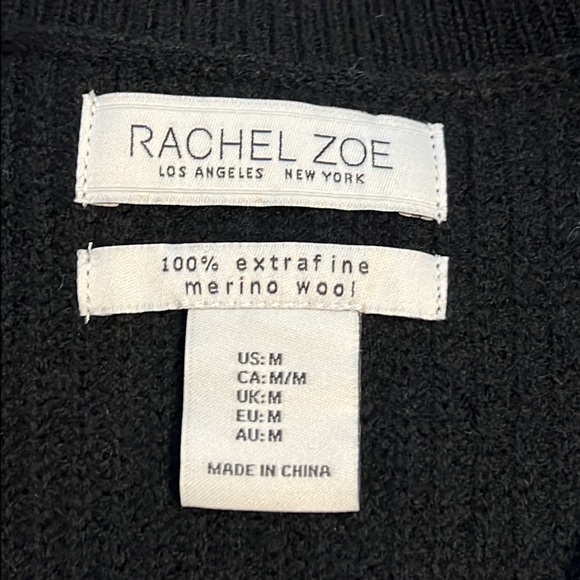 RACHEL ZOE
LOS ANGELES NEW YORK
100% extrafine
merino wool
US: M
CA: M/M
UK: M
EU: M
AU: M
MADE IN CHINA